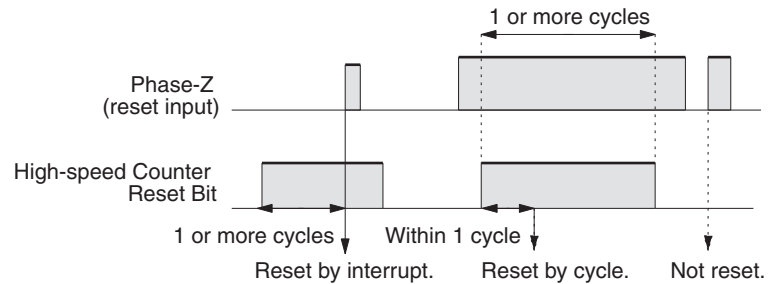 1 or more cycles
Phase-Z
(reset input)
High-speed Counter
Reset Bit
1 or more cycles
Within 1 cycle
Reset by interrupt.
Reset by cycle.
Not reset.